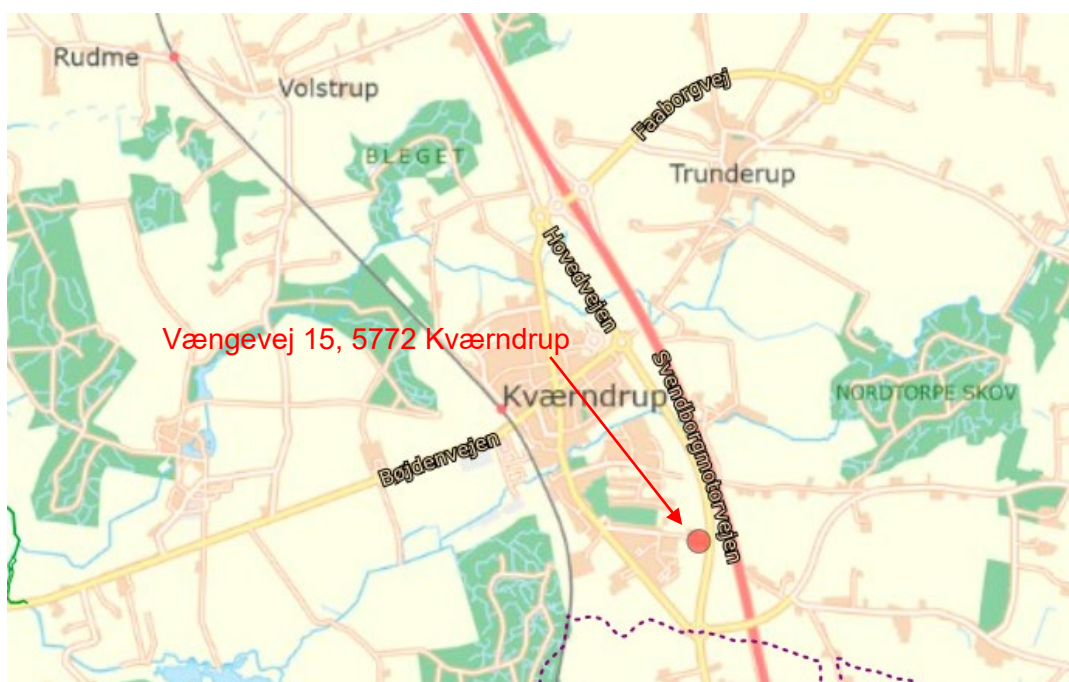 Rudme
Volstrup
Faaborgvej
BLEGET
Trunderup
Hovedvejen
Vængevej 15, 5772 Kværndrup
Svendborgmotorvejen
Kværndrup
NORDTORPE SKOV
Bøjdenvejen